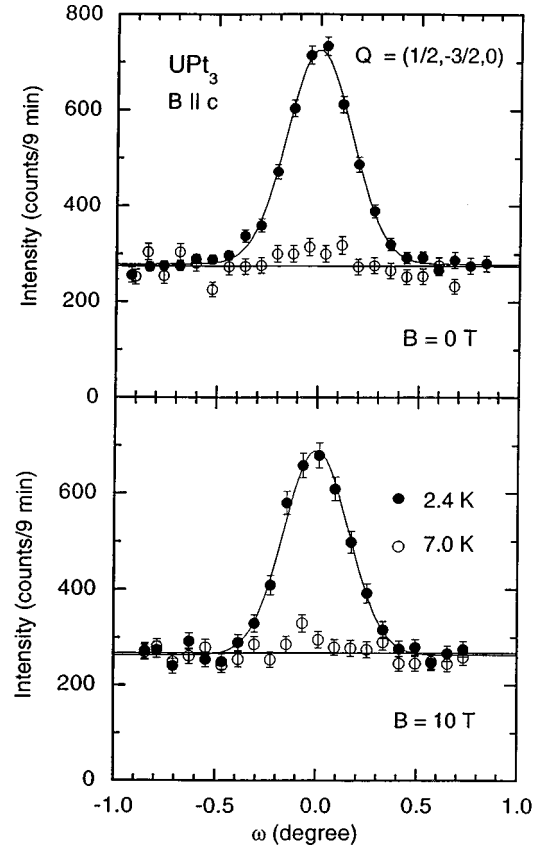 800
600
400
200
0
Intensity (counts/9 min)
UPt3
B || c
Q = (1/2,-3/2,0)
B = 0 T
600
400
200
0
Intensity (counts/9 min)
2.4 K
7.0 K
B = 10 T
-1.0
-0.5
0.0
0.5
1.0
ω (degree)